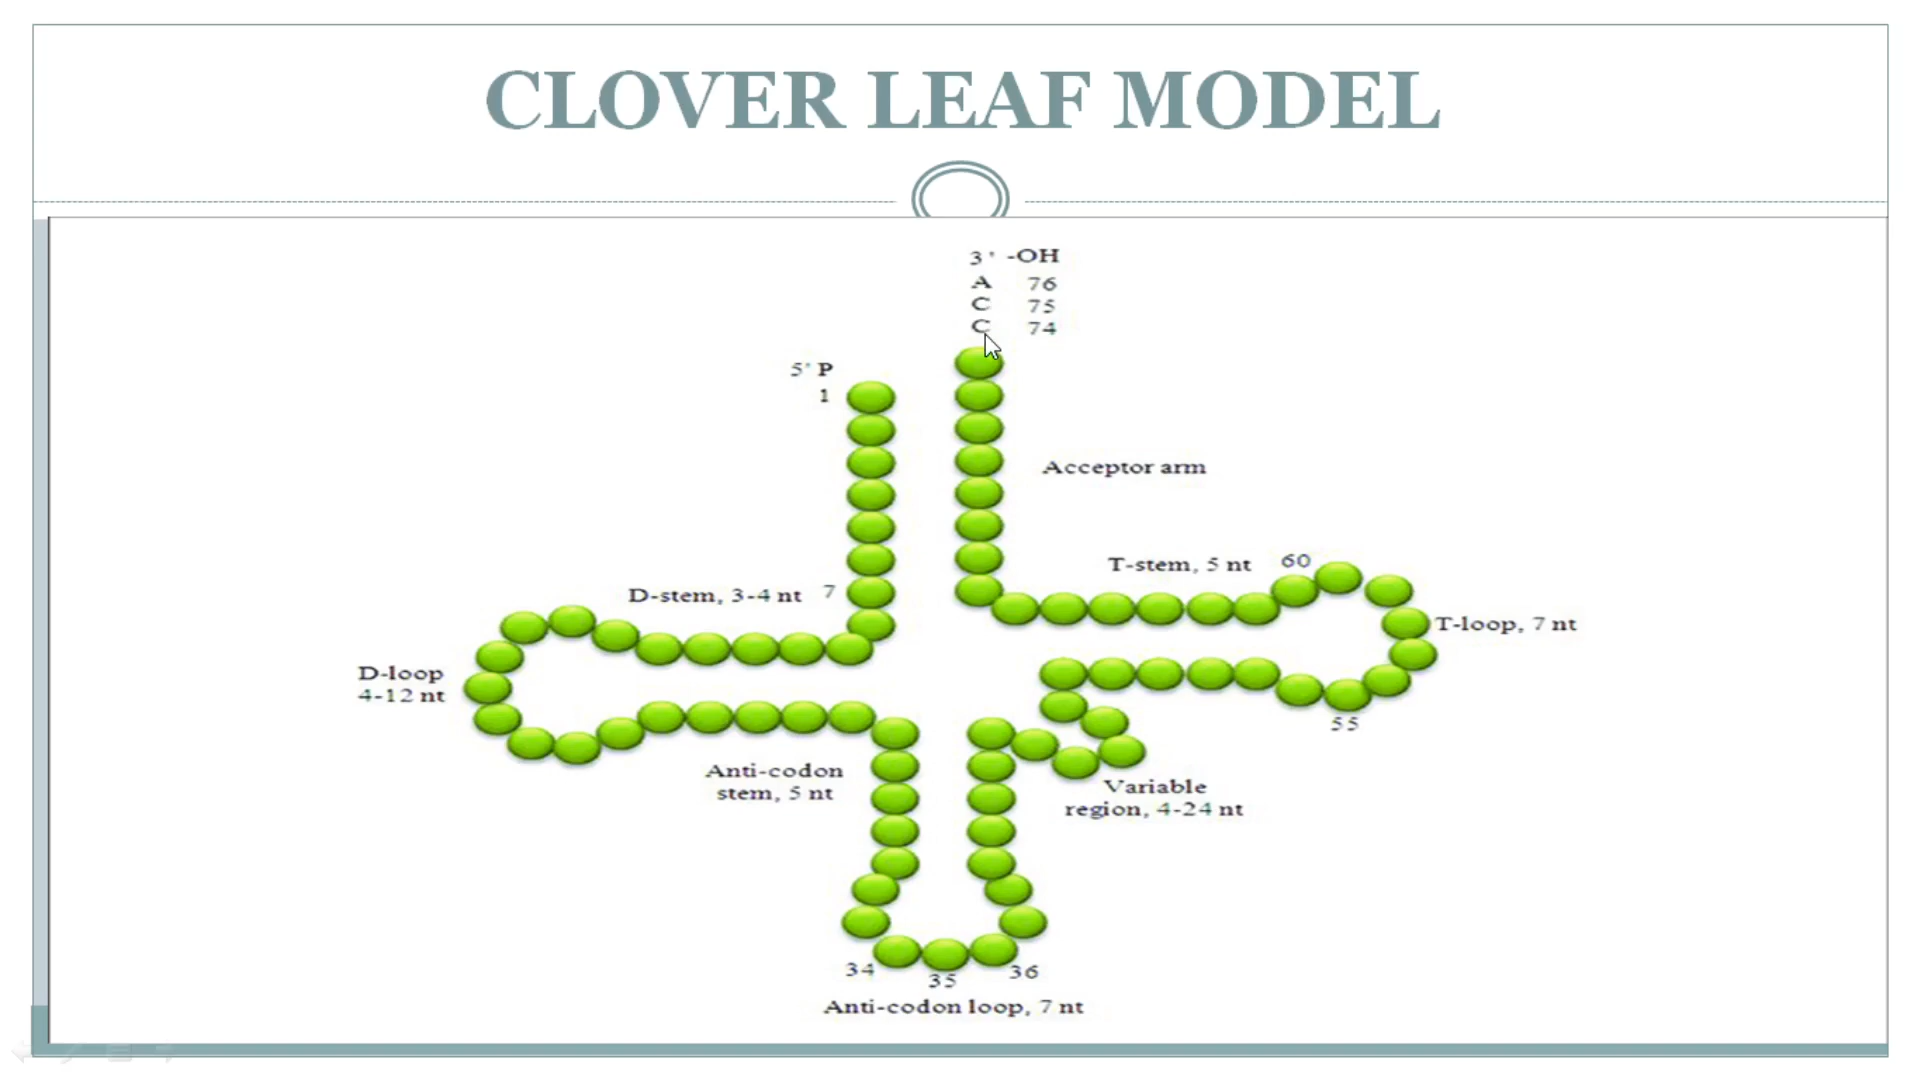 CLOVER LEAF MODEL
3' -OH
A 76
C 75
C 74
5' P
1
Acceptor arm
T-stem, 5 nt 60
D-stem, 3-4 nt 7
T-loop, 7 nt
D-loop
4-12 nt
55
Anti-codon
stem, 5 nt
Variable
region, 4-24 nt
34
35
36
Anti-codon loop, 7 nt